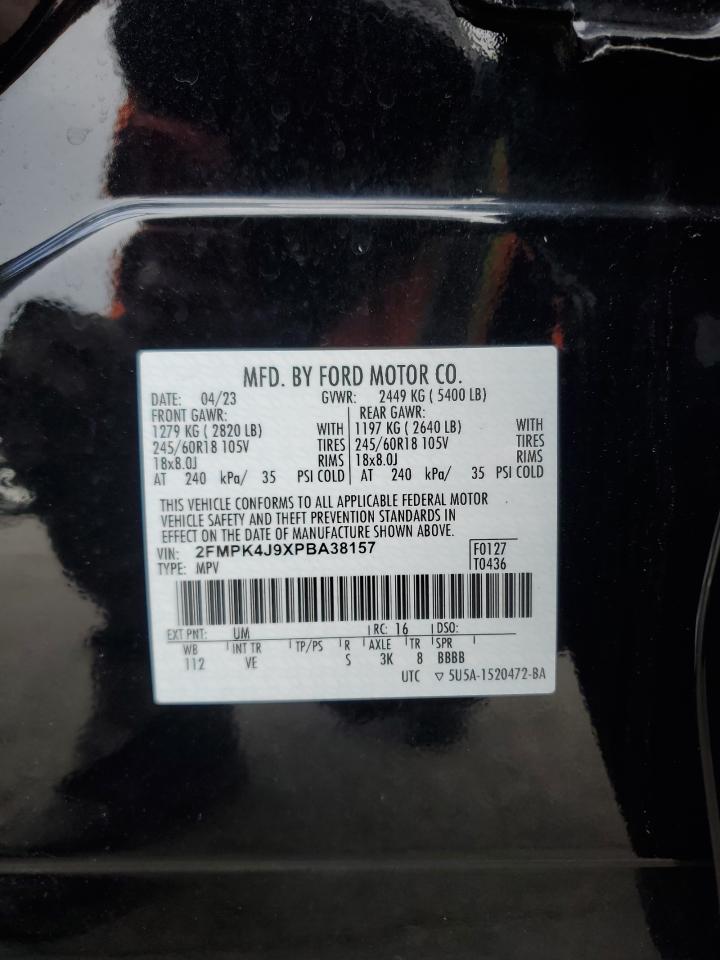 MFD. BY FORD MOTOR CO.
DATE: 04/23 GVWR: 2449 KG ( 5400 LB)
FRONT GAWR: REAR GAWR:
1279 KG ( 2820 LB) WITH 1197 KG ( 2640 LB) WITH
245/60R18 105V TIRES 245/60R18 105V TIRES
18x8.0J RIMS 18x8.0J RIMS
AT 240 kPa/ 35 PSI COLD AT 240 kPa/ 35 PSI COLD
THIS VEHICLE CONFORMS TO ALL APPLICABLE FEDERAL MOTOR
VEHICLE SAFETY AND THEFT PREVENTION STANDARDS IN
EFFECT ON THE DATE OF MANUFACTURE SHOWN ABOVE.
VIN: 2FMPK4J9XPBA38157 F0127
TYPE: MPV T0436
EXT PNT: UM RC: 16 DSO:
WB INT TR TP/PS R AXLE TR SPR
112 VE S 3K 8 BBBB
UTC ▽ 5U5A-1520472-BA